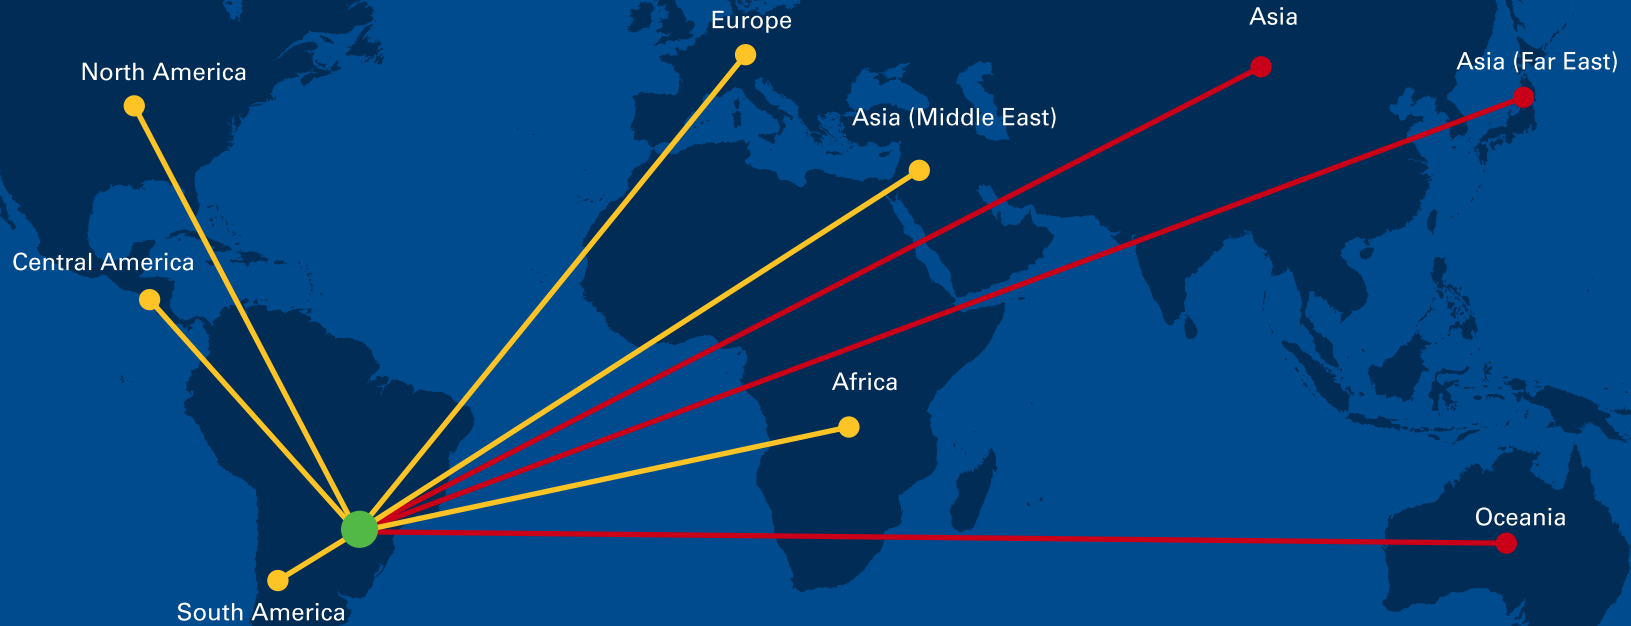 Asia
Europe
Asia (Far East)
North America
Asia (Middle East)
Central America
Africa
Oceania
South America